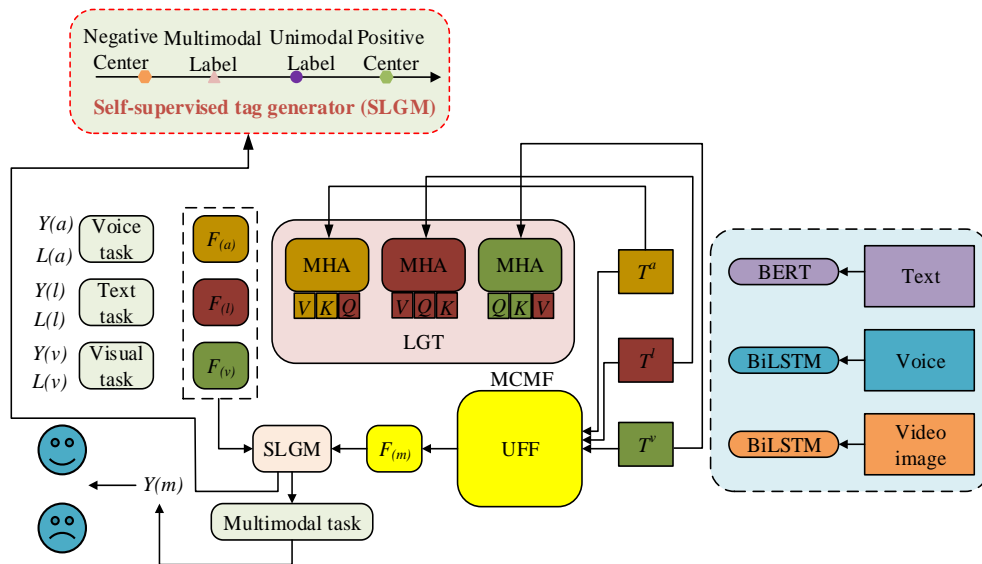 Negative Multimodal Unimodal Positive
Center Label Label Center
Self-supervised tag generator (SLGM)
Y(a)
L(a)
Voice
task
F(a)
Y(l)
L(l)
Text
task
F(l)
Y(v)
L(v)
Visual
task
F(v)
MHA
MHA
MHA
V K Q
V Q K
Q K V
LGT
T^a
T^l
T^v
BERT
Text
BiLSTM
Voice
BiLSTM
Video
image
MCMF
UFF
F(m)
SLGM
Y(m)
Multimodal task